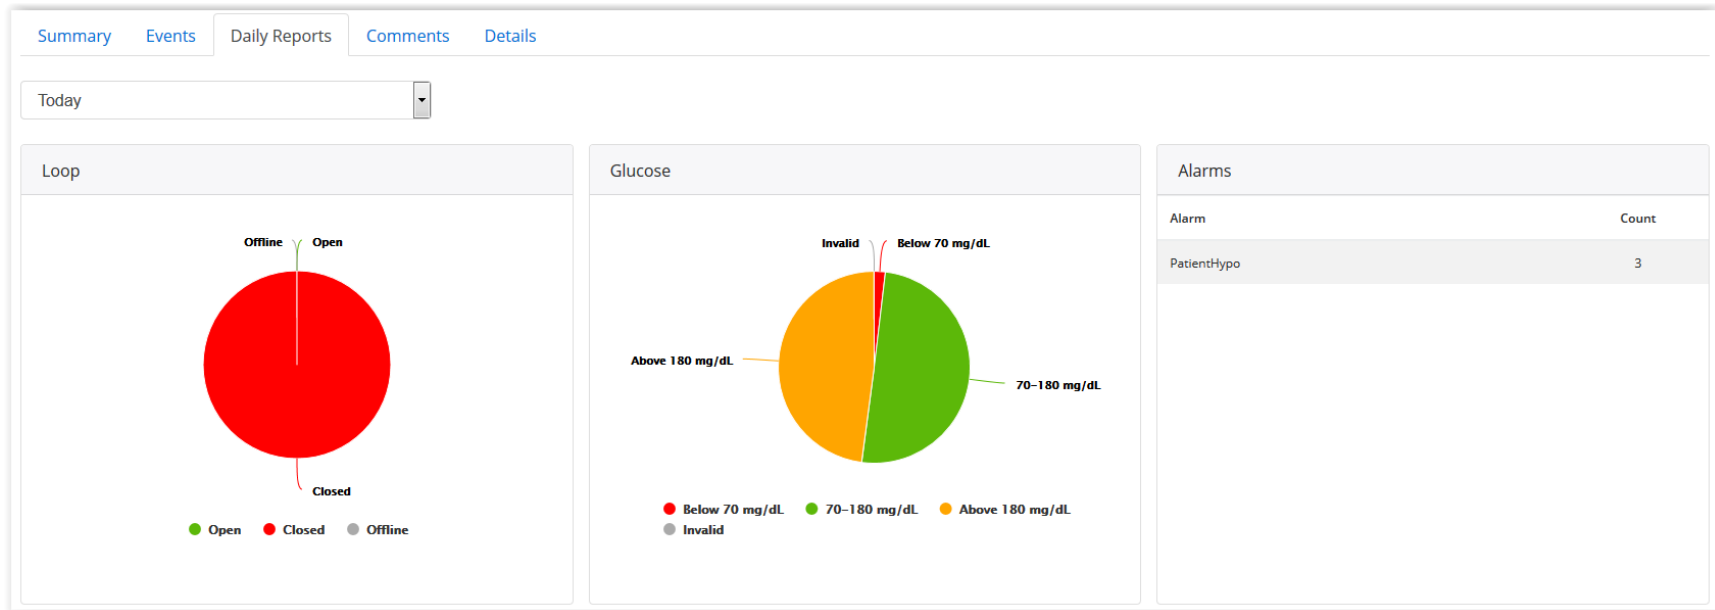 Summary Events Daily Reports Comments Details
Today
Loop
Offline Open
Closed
Open Closed Offline
Glucose
Invalid Below 70 mg/dL
Above 180 mg/dL
70-180 mg/dL
Below 70 mg/dL 70-180 mg/dL Above 180 mg/dL
Invalid
Alarms
Alarm Count
PatientHypo 3